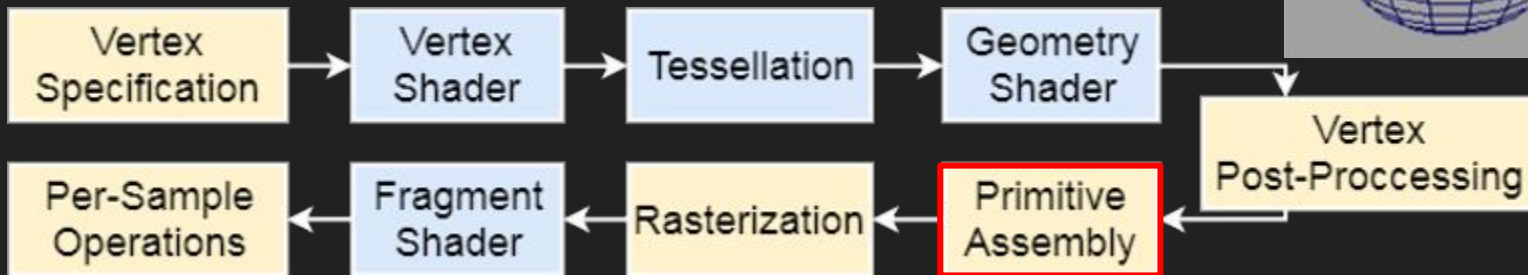 Vertex
Specification
Vertex
Shader
Tessellation
Geometry
Shader
Vertex
Post-Proccessing
Primitive
Assembly
Rasterization
Fragment
Shader
Per-Sample
Operations